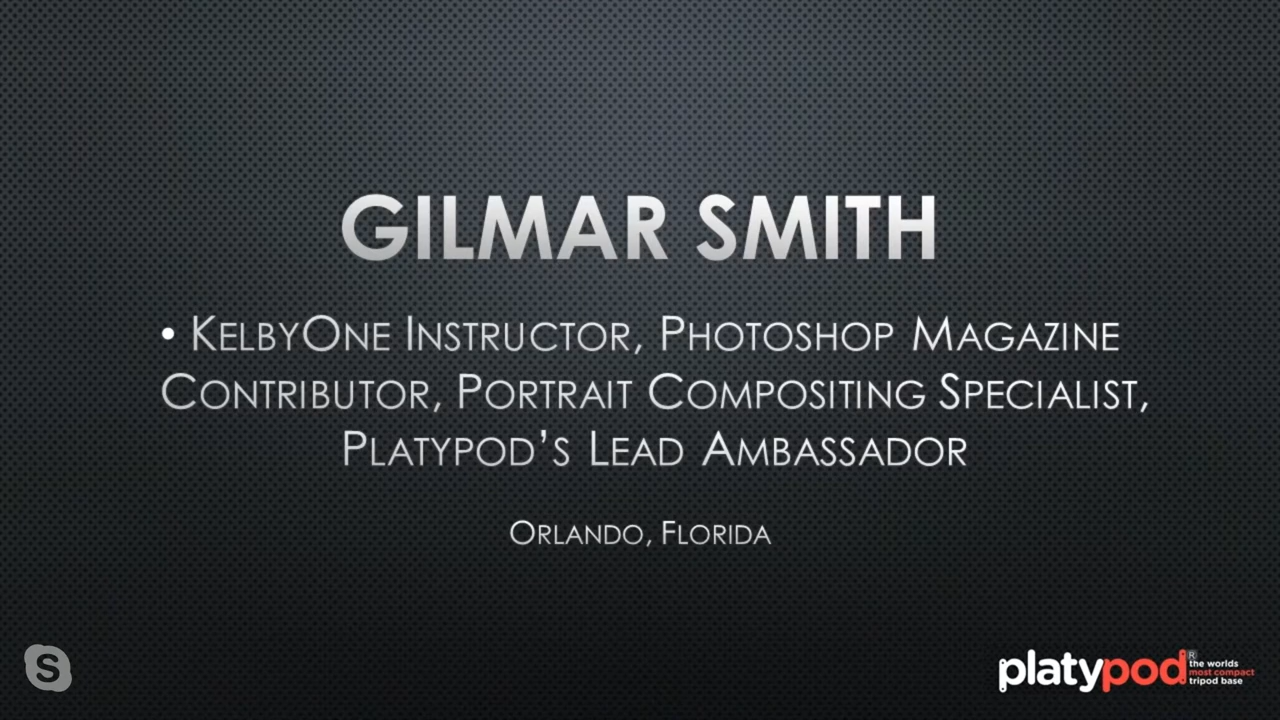 GILMAR SMITH
• KELBYONE INSTRUCTOR, PHOTOSHOP MAGAZINE
CONTRIBUTOR, PORTRAIT COMPOSITING SPECIALIST,
PLATYPOD'S LEAD AMBASSADOR
ORLANDO, FLORIDA
S
platypod®
the worlds
most compact
tripod base